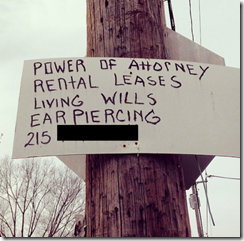 POWER OF ATTORNEY
RENTAL LEASES
LIVING WILLS
EAR PIERCING
215